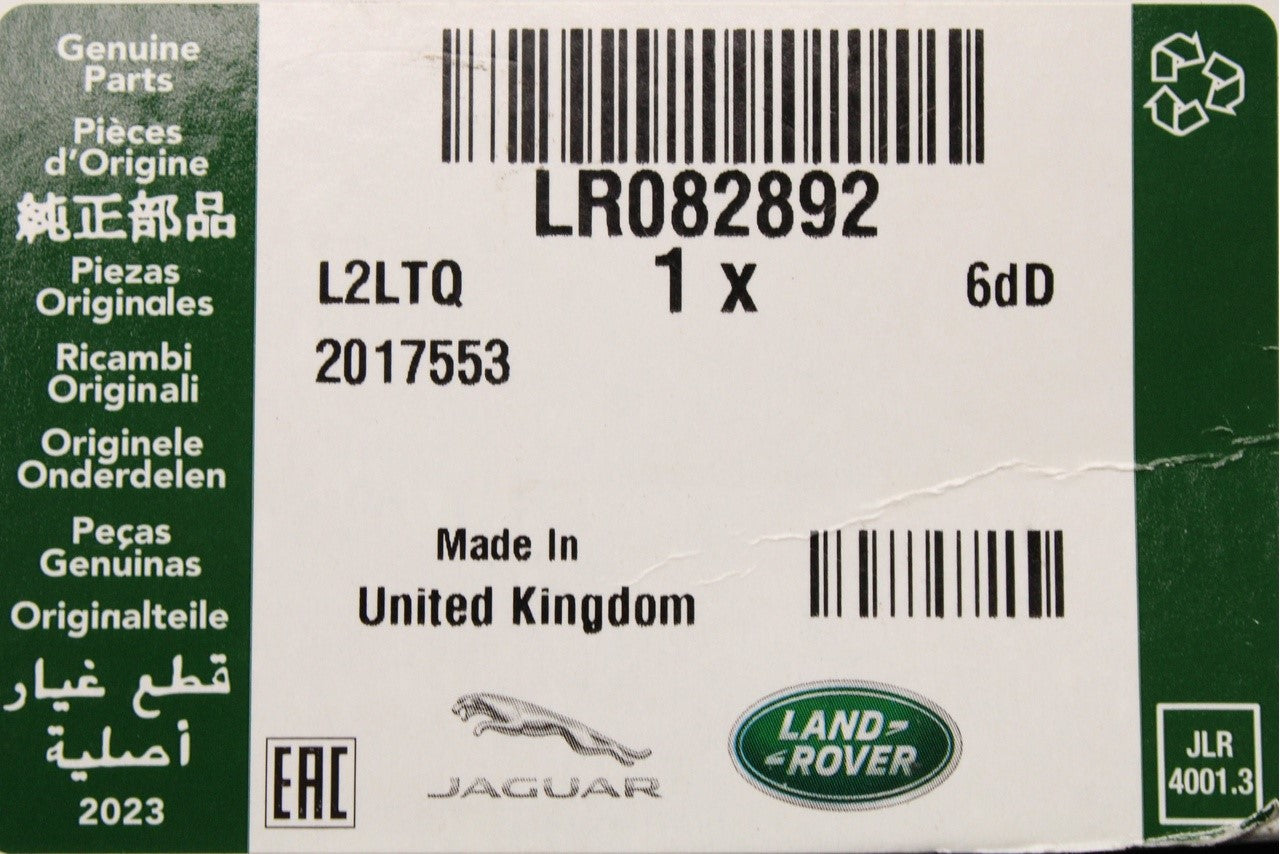 Genuine
Parts
Pièces
d'Origine
純正部品
Piezas
Originales
Ricambi
Originali
Originele
Onderdelen
Peças
Genuinas
Originalteile
قطع غيار
أصلية
2023
LR082892
L2LTQ 1 x 6dD
2017553
Made In
United Kingdom
EAC
JAGUAR
LAND
ROVER
JLR
4001.3